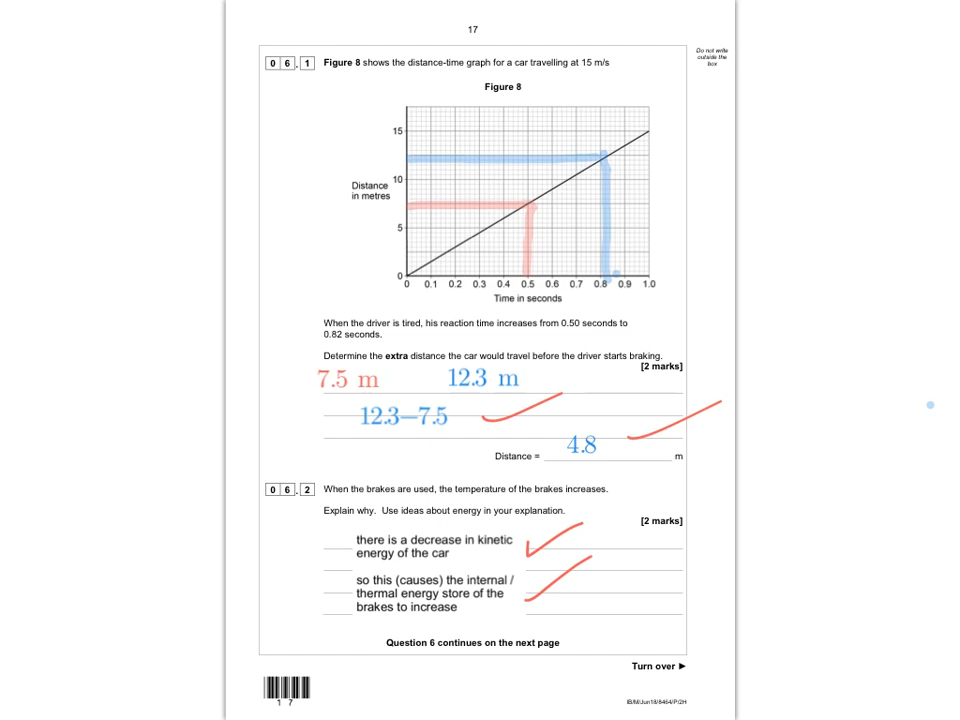 17
Do not write
outside the
box
0 6 . 1 Figure 8 shows the distance-time graph for a car travelling at 15 m/s
Figure 8
15
10
5
0
Distance
in metres
0 0.1 0.2 0.3 0.4 0.5 0.6 0.7 0.8 0.9 1.0
Time in seconds
When the driver is tired, his reaction time increases from 0.50 seconds to
0.82 seconds.
Determine the extra distance the car would travel before the driver starts braking.
[2 marks]
7.5 m 12.3 m
12.3–7.5
4.8
Distance = m
0 6 . 2 When the brakes are used, the temperature of the brakes increases.
Explain why. Use ideas about energy in your explanation.
[2 marks]
there is a decrease in kinetic
energy of the car
so this (causes) the internal /
thermal energy store of the
brakes to increase
Question 6 continues on the next page
Turn over ►
1 7
IB/M/Jun18/8464/P/2H